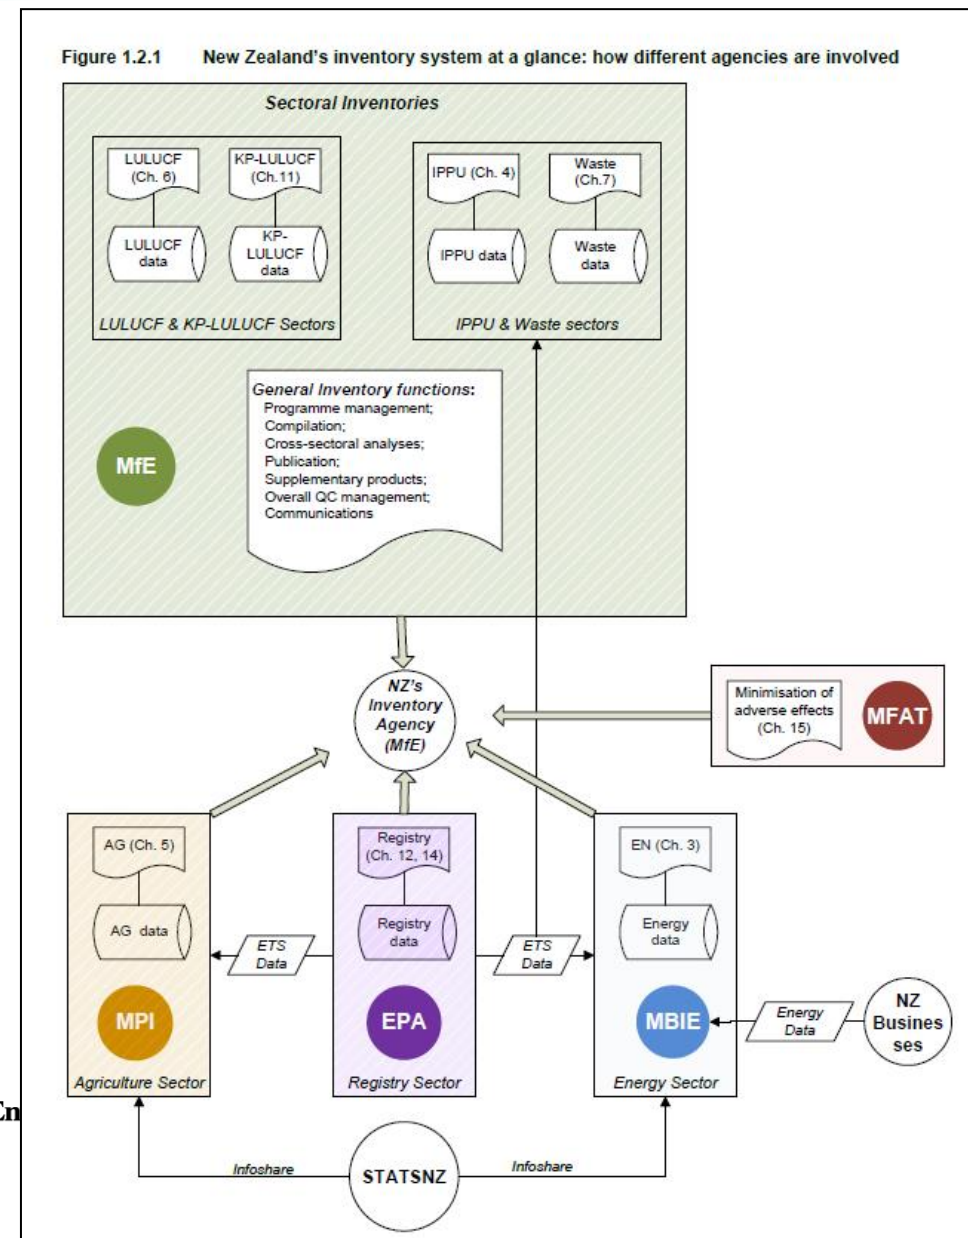 Figure 1.2.1 New Zealand's inventory system at a glance: how different agencies are involved
Sectoral Inventories
LULUCF
(Ch. 6)
KP-LULUCF
(Ch.11)
LULUCF
data
KP-
LULUCF
data
LULUCF & KP-LULUCF Sectors
IPPU (Ch. 4)
Waste
(Ch.7)
IPPU data
Waste
data
IPPU & Waste sectors
General Inventory functions:
Programme management;
Compilation;
Cross-sectoral analyses;
Publication;
Supplementary products;
Overall QC management;
Communications
MfE
NZ's
Inventory
Agency
(MfE)
Minimisation of
adverse effects
(Ch. 15)
MFAT
AG (Ch. 5)
AG data
MPI
Agriculture Sector
ETS
Data
Registry
(Ch. 12, 14)
Registry
data
EPA
Registry Sector
ETS
Data
EN (Ch. 3)
Energy
data
MBIE
Energy Sector
Energy
Data
NZ
Busines
ses
En
Infoshare
STATSNZ
Infoshare